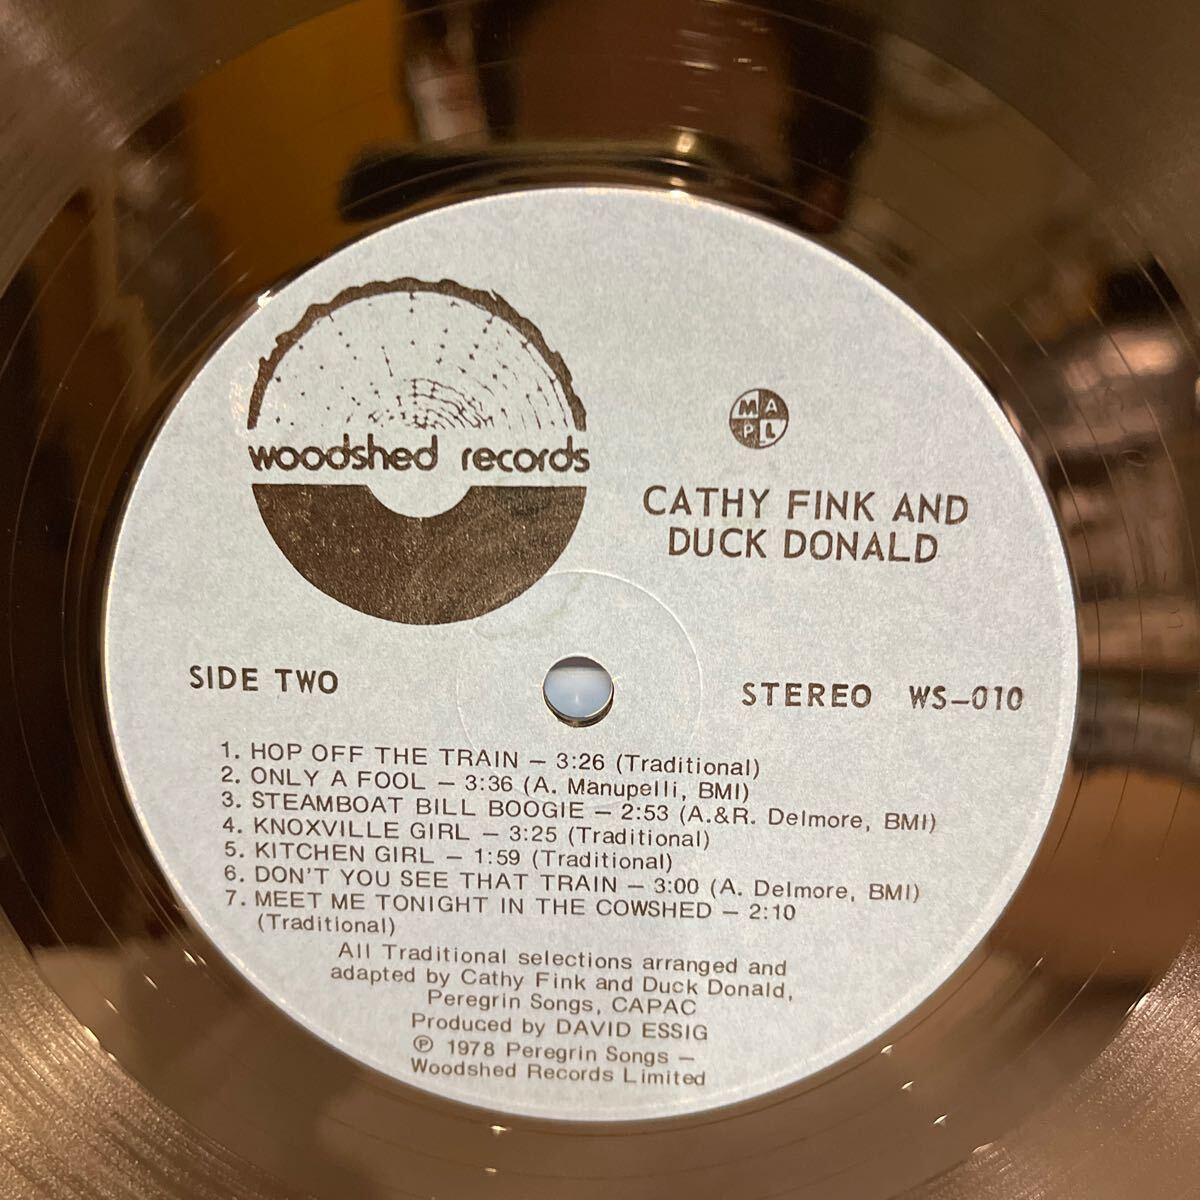 woodshed records
M A
P L
CATHY FINK AND
DUCK DONALD
SIDE TWO
STEREO WS-010
1. HOP OFF THE TRAIN – 3:26 (Traditional)
2. ONLY A FOOL – 3:36 (A. Manupelli, BMI)
3. STEAMBOAT BILL BOOGIE – 2:53 (A.&R. Delmore, BMI)
4. KNOXVILLE GIRL – 3:25 (Traditional)
5. KITCHEN GIRL – 1:59 (Traditional)
6. DON'T YOU SEE THAT TRAIN – 3:00 (A. Delmore, BMI)
7. MEET ME TONIGHT IN THE COWSHED – 2:10
(Traditional)
All Traditional selections arranged and
adapted by Cathy Fink and Duck Donald,
Peregrin Songs, CAPAC
Produced by DAVID ESSIG
℗ 1978 Peregrin Songs –
Woodshed Records Limited